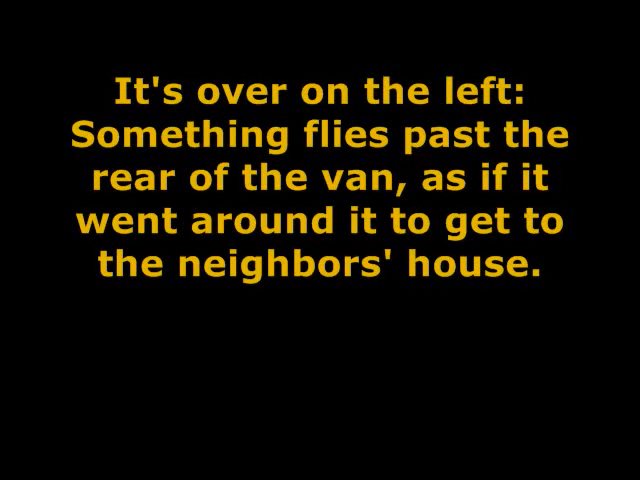 It's over on the left:
Something flies past the
rear of the van, as if it
went around it to get to
the neighbors' house.